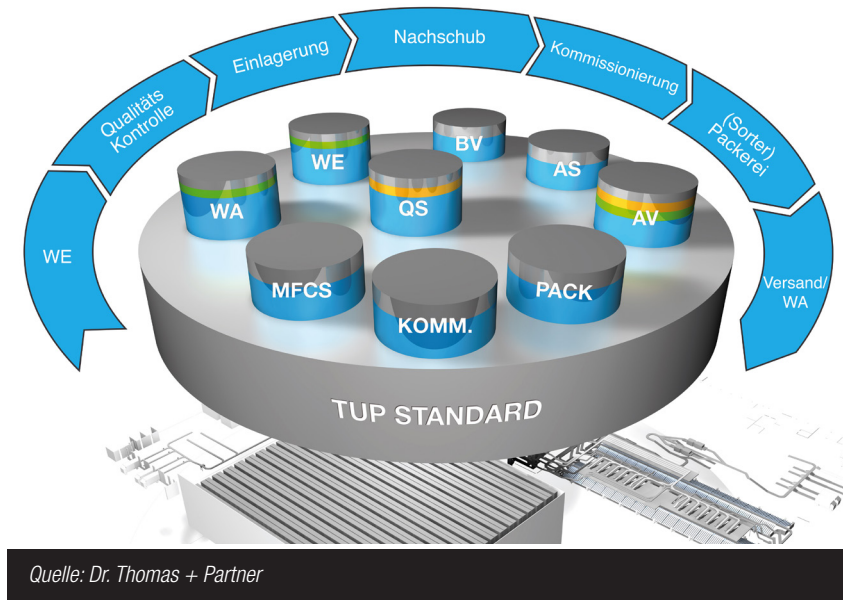 WE
Qualitäts
Kontrolle
Einlagerung
Nachschub
Kommissionierung
(Sorter)
Packerei
Versand/
WA
WE
BV
AS
WA
QS
AV
MFCS
KOMM.
PACK
TUP STANDARD
Quelle: Dr. Thomas + Partner